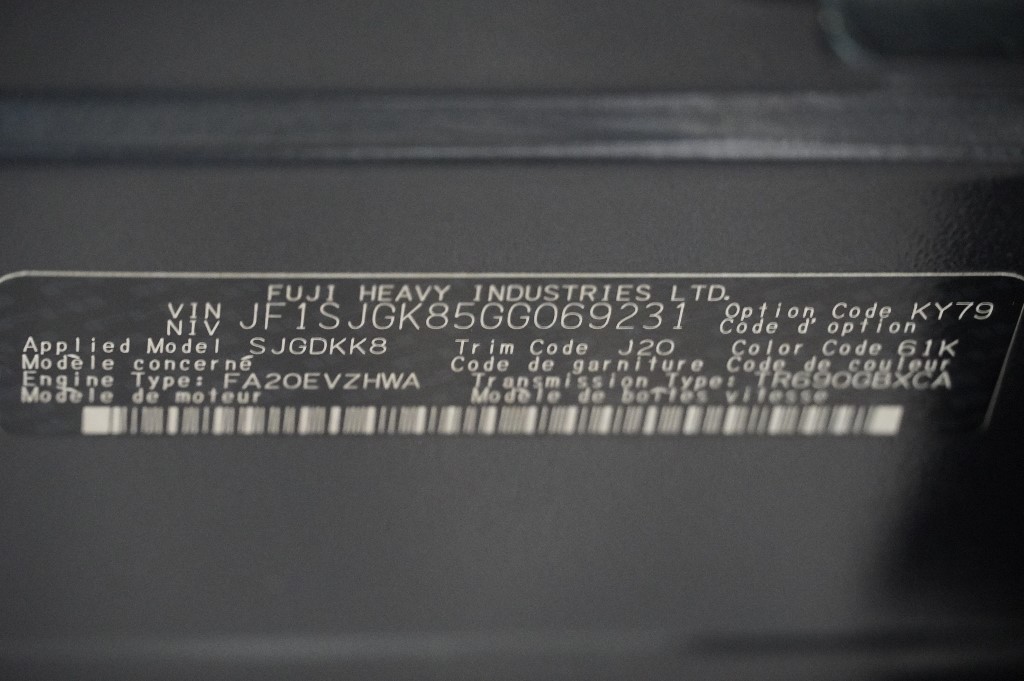 FUJI HEAVY INDUSTRIES LTD.
VIN JF1SJGK85GG069231 Option Code KY79
NIV Code d'option
Applied Model SJGDKK8 Trim Code J20 Color Code 61K
Modèle concerné Code de garniture Code de couleur
Engine Type: FA20EVZHWA Transmission Type: TR690GBXCA
Modèle de moteur Modèle de boîtes vitesse